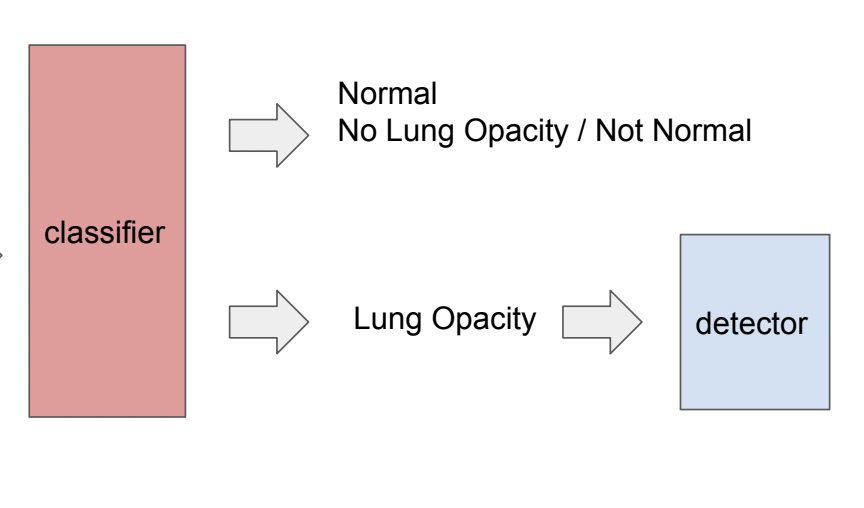 Normal
No Lung Opacity / Not Normal
classifier
Lung Opacity
detector